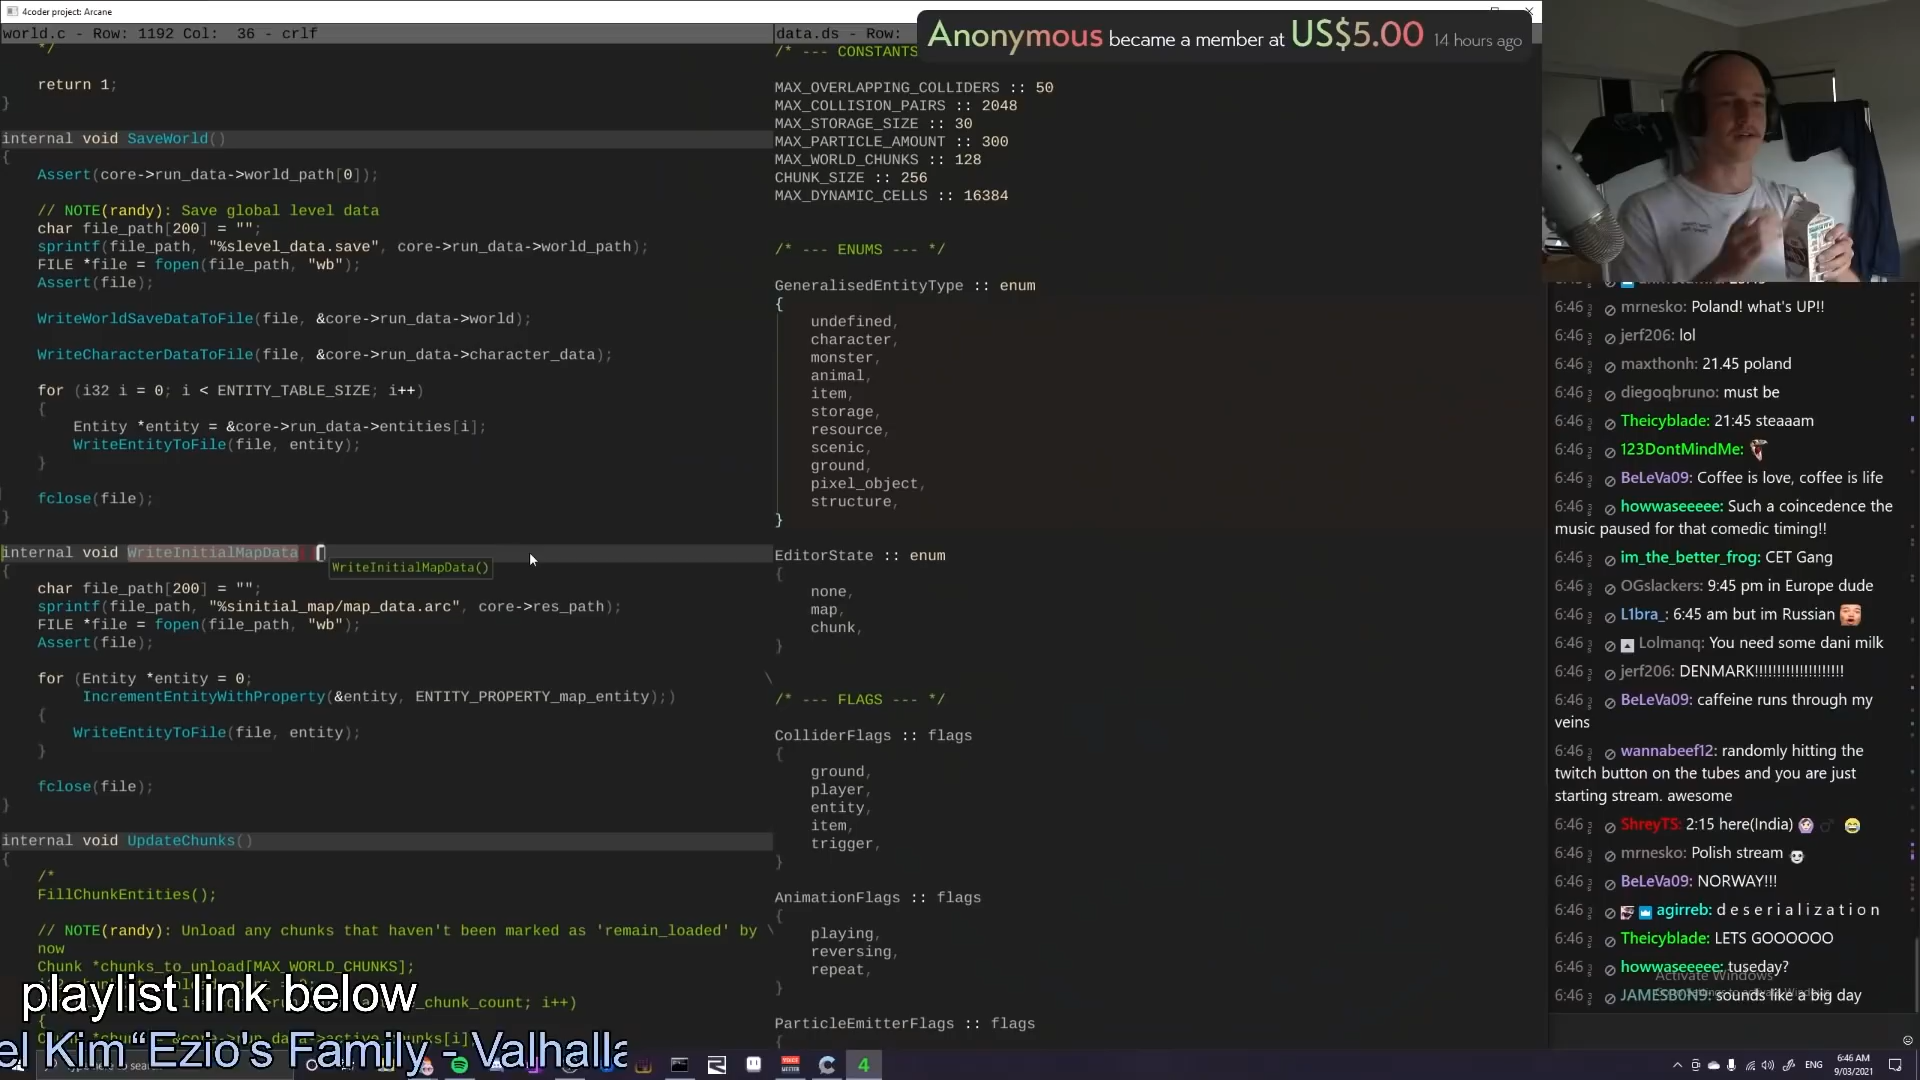 4coder project: Arcane
world.c - Row: 1192 Col: 36 - crlf
*/
return 1;
}
internal void SaveWorld()
{
Assert(core->run_data->world_path[0]);
// NOTE(randy): Save global level data
char file_path[200] = "";
sprintf(file_path, "%slevel_data.save", core->run_data->world_path);
FILE *file = fopen(file_path, "wb");
Assert(file);
WriteWorldSaveDataToFile(file, &core->run_data->world);
WriteCharacterDataToFile(file, &core->run_data->character_data);
for (i32 i = 0; i < ENTITY_TABLE_SIZE; i++)
{
Entity *entity = &core->run_data->entities[i];
WriteEntityToFile(file, entity);
}
fclose(file);
}
internal void WriteInitialMapData
WriteInitialMapData()
{
char file_path[200] = "";
sprintf(file_path, "%sinitial_map/map_data.arc", core->res_path);
FILE *file = fopen(file_path, "wb");
Assert(file);
for (Entity *entity = 0; \
IncrementEntityWithProperty(&entity, ENTITY_PROPERTY_map_entity);)
{
WriteEntityToFile(file, entity);
}
fclose(file);
}
internal void UpdateChunks()
{
/*
FillChunkEntities();
// NOTE(randy): Unload any chunks that haven't been marked as 'remain_loaded' by \
now
Chunk *chunks_to_unload[MAX_WORLD_CHUNKS];
_chunk_count; i++)
{
playlist link below
el Kim“Ezio's Family - Valhalla
data.ds - Row:
/* --- CONSTANTS
MAX_OVERLAPPING_COLLIDERS :: 50
MAX_COLLISION_PAIRS :: 2048
MAX_STORAGE_SIZE :: 30
MAX_PARTICLE_AMOUNT :: 300
MAX_WORLD_CHUNKS :: 128
CHUNK_SIZE :: 256
MAX_DYNAMIC_CELLS :: 16384
/* --- ENUMS --- */
GeneralisedEntityType :: enum
{
undefined,
character,
monster,
animal,
item,
storage,
resource,
scenic,
ground,
pixel_object,
structure,
}
EditorState :: enum
{
none,
map,
chunk,
}
/* --- FLAGS --- */
ColliderFlags :: flags
{
ground,
player,
entity,
item,
trigger,
}
AnimationFlags :: flags
{
playing,
reversing,
repeat,
}
ParticleEmitterFlags :: flags
{
Anonymous became a member at US$5.00 14 hours ago
6:46 mrnesko: Poland! what's UP!!
6:46 jerf206: lol
6:46 maxthonh: 21.45 poland
6:46 diegoqbruno: must be
6:46 Theicyblade: 21:45 steaaam
6:46 123DontMindMe:
6:46 BeLeVa09: Coffee is love, coffee is life
6:46 howwaseeeee: Such a coincedence the
music paused for that comedic timing!!
6:46 im_the_better_frog: CET Gang
6:46 OGslackers: 9:45 pm in Europe dude
6:46 L1bra_: 6:45 am but im Russian
6:46 Lolmanq: You need some dani milk
6:46 jerf206: DENMARK!!!!!!!!!!!!!!!!!!!!
6:46 BeLeVa09: caffeine runs through my
veins
6:46 wannabeef12: randomly hitting the
twitch button on the tubes and you are just
starting stream. awesome
6:46 ShreyTS: 2:15 here(India)
6:46 mrnesko: Polish stream
6:46 BeLeVa09: NORWAY!!!
6:46 agirreb: d e s e r i a l i z a t i o n
6:46 Theicyblade: LETS GOOOOOO
6:46 howwaseeeee: tuseday?
Activate Windows
6:46 JAMESB0N9: sounds like a big day
ENG
6:46 AM
9/03/2021